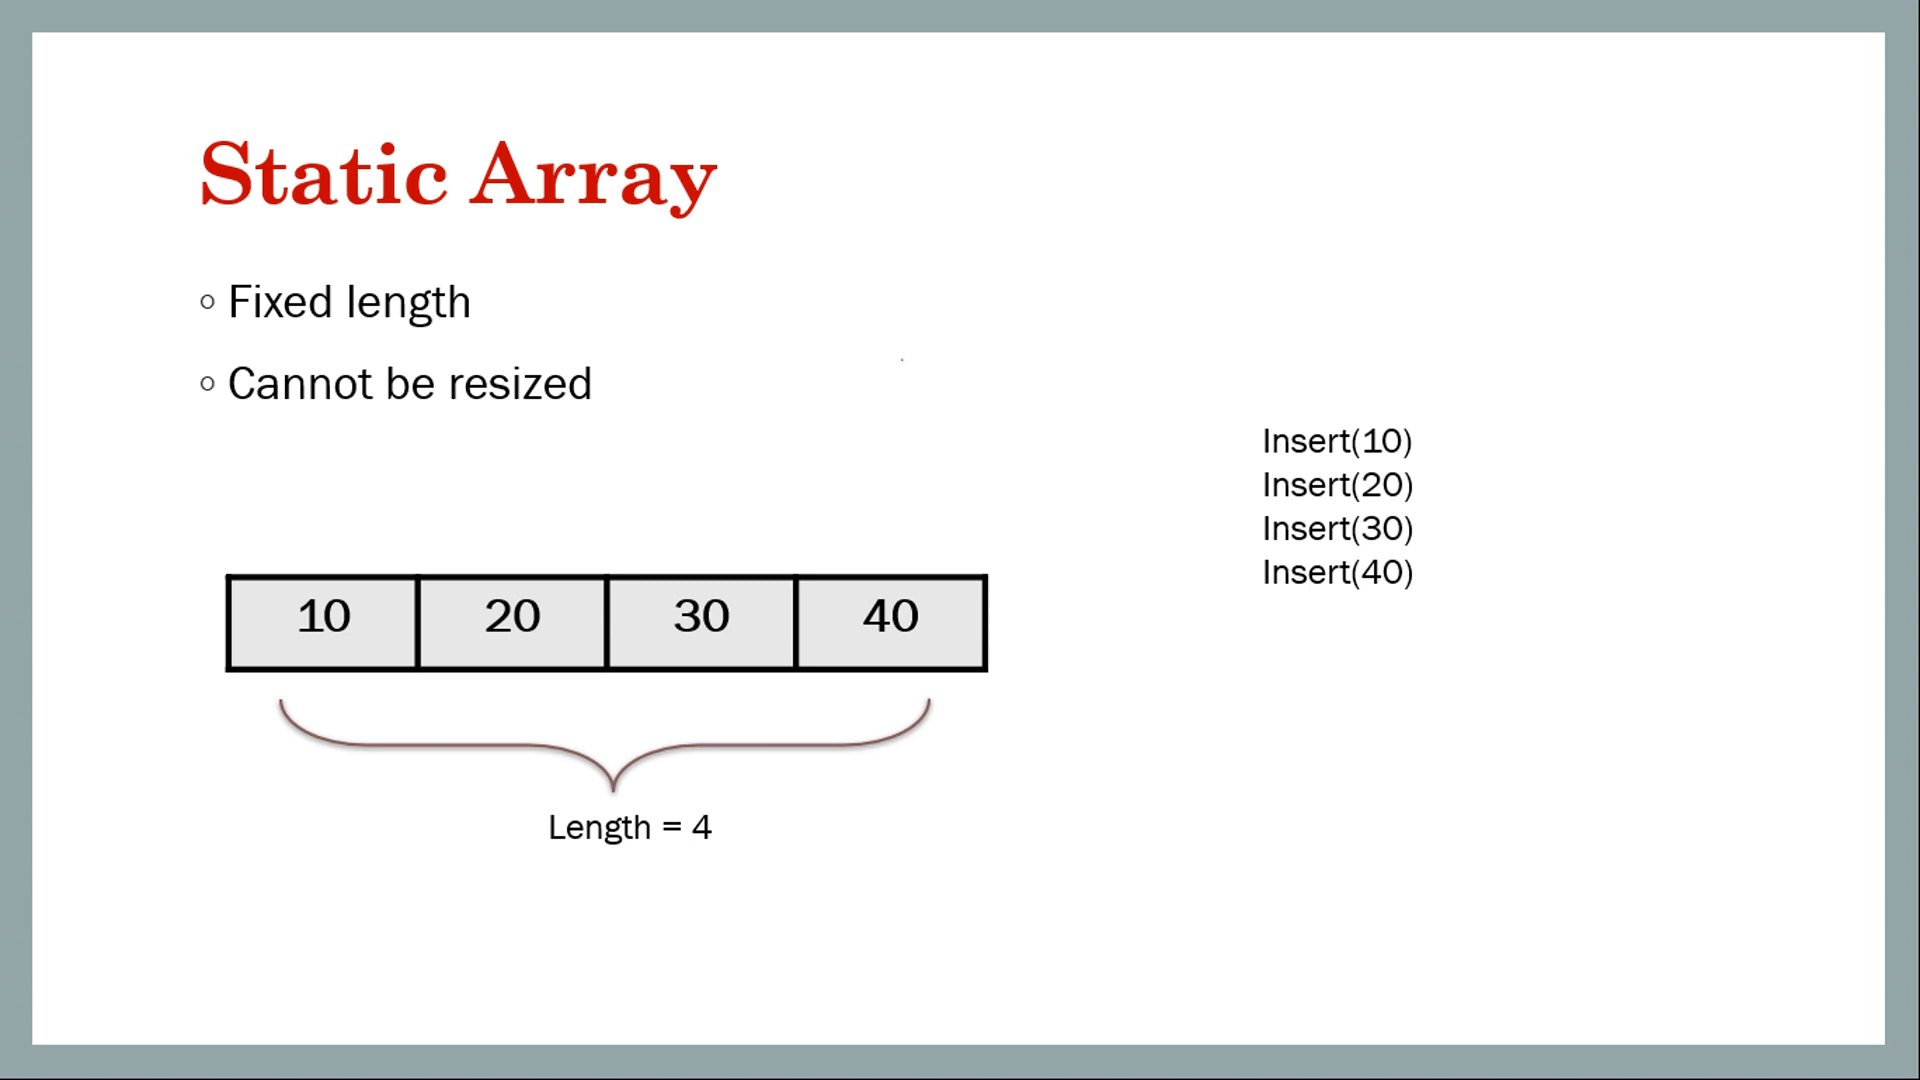 Static Array
○ Fixed length
○ Cannot be resized
Insert(10)
Insert(20)
Insert(30)
Insert(40)
10 20 30 40
Length = 4